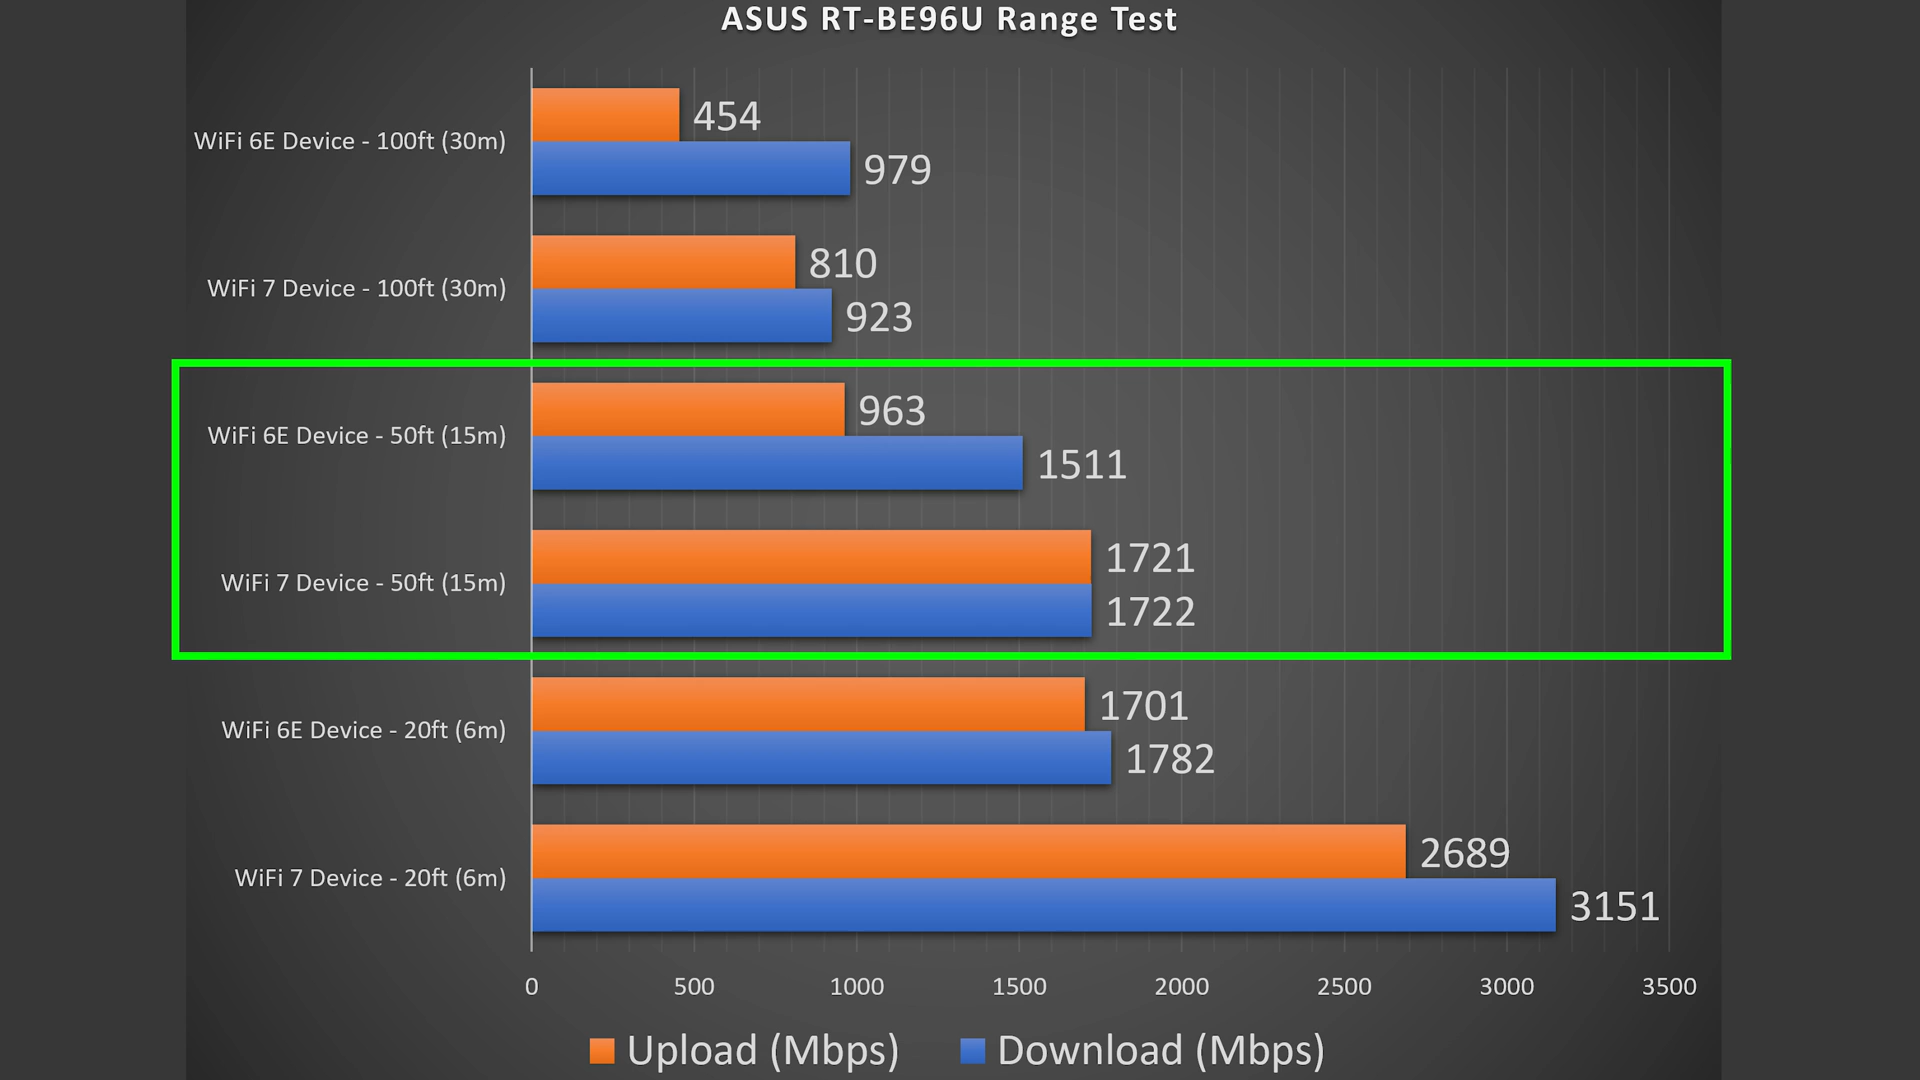 ASUS RT-BE96U Range Test
WiFi 6E Device - 100ft (30m)
454
979
WiFi 7 Device - 100ft (30m)
810
923
WiFi 6E Device - 50ft (15m)
963
1511
WiFi 7 Device - 50ft (15m)
1721
1722
WiFi 6E Device - 20ft (6m)
1701
1782
WiFi 7 Device - 20ft (6m)
2689
3151
0 500 1000 1500 2000 2500 3000 3500
Upload (Mbps) Download (Mbps)